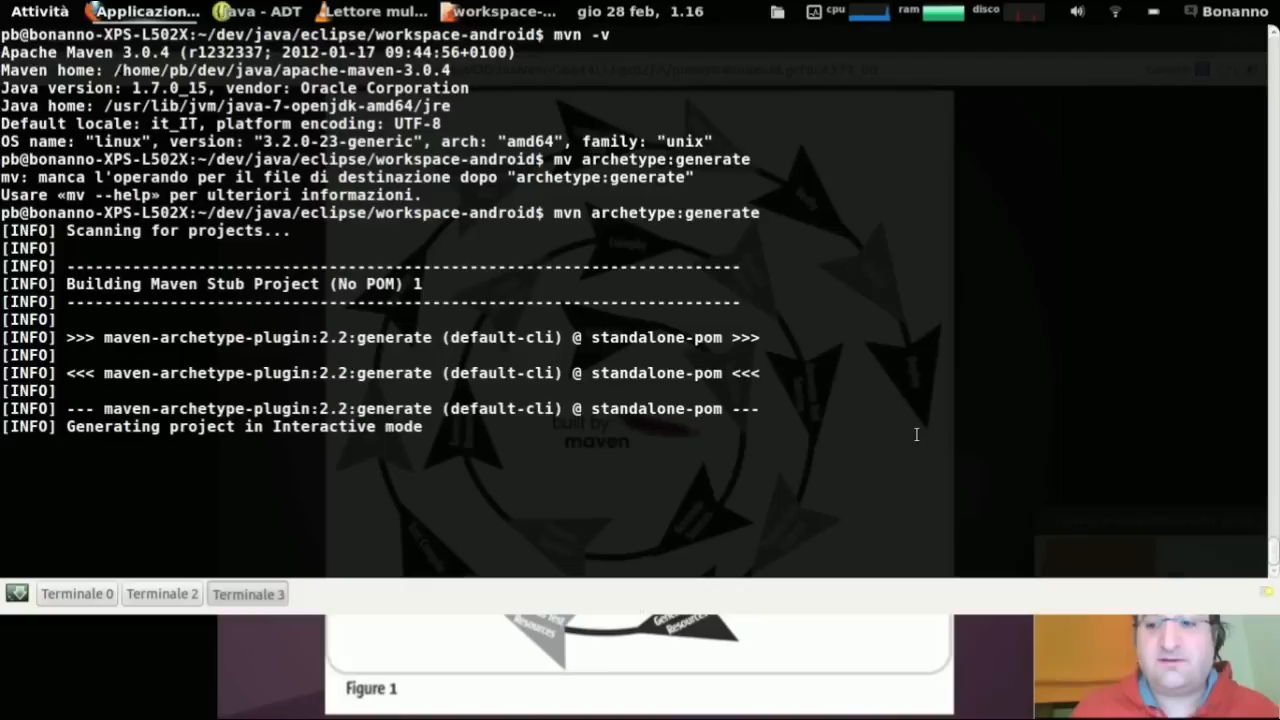 Attività Applicazion... Java - ADT Lettore mul... workspace-... gio 28 feb, 1.16 cpu ram disco Bonanno
pb@bonanno-XPS-L502X:~/dev/java/eclipse/workspace-android$ mvn -v
Apache Maven 3.0.4 (r1232337; 2012-01-17 09:44:56+0100)
Maven home: /home/pb/dev/java/apache-maven-3.0.4
Java version: 1.7.0_15, vendor: Oracle Corporation
Java home: /usr/lib/jvm/java-7-openjdk-amd64/jre
Default locale: it_IT, platform encoding: UTF-8
OS name: "linux", version: "3.2.0-23-generic", arch: "amd64", family: "unix"
pb@bonanno-XPS-L502X:~/dev/java/eclipse/workspace-android$ mv archetype:generate
mv: manca l'operando per il file di destinazione dopo "archetype:generate"
Usare «mv --help» per ulteriori informazioni.
pb@bonanno-XPS-L502X:~/dev/java/eclipse/workspace-android$ mvn archetype:generate
[INFO] Scanning for projects...
[INFO]
[INFO] ------------------------------------------------------------------------
[INFO] Building Maven Stub Project (No POM) 1
[INFO] ------------------------------------------------------------------------
[INFO]
[INFO] >>> maven-archetype-plugin:2.2:generate (default-cli) @ standalone-pom >>>
[INFO]
[INFO] <<< maven-archetype-plugin:2.2:generate (default-cli) @ standalone-pom <<<
[INFO]
[INFO] --- maven-archetype-plugin:2.2:generate (default-cli) @ standalone-pom ---
[INFO] Generating project in Interactive mode
built by
maven
Terminale 0 Terminale 2 Terminale 3
Resources
Resources
Figure 1